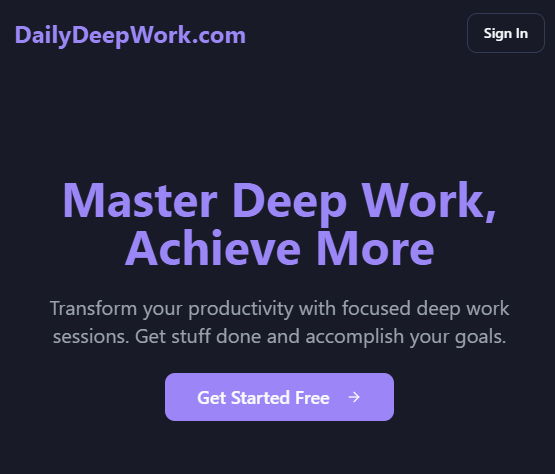 DailyDeepWork.com
Sign In
Master Deep Work,
Achieve More
Transform your productivity with focused deep work
sessions. Get stuff done and accomplish your goals.
Get Started Free